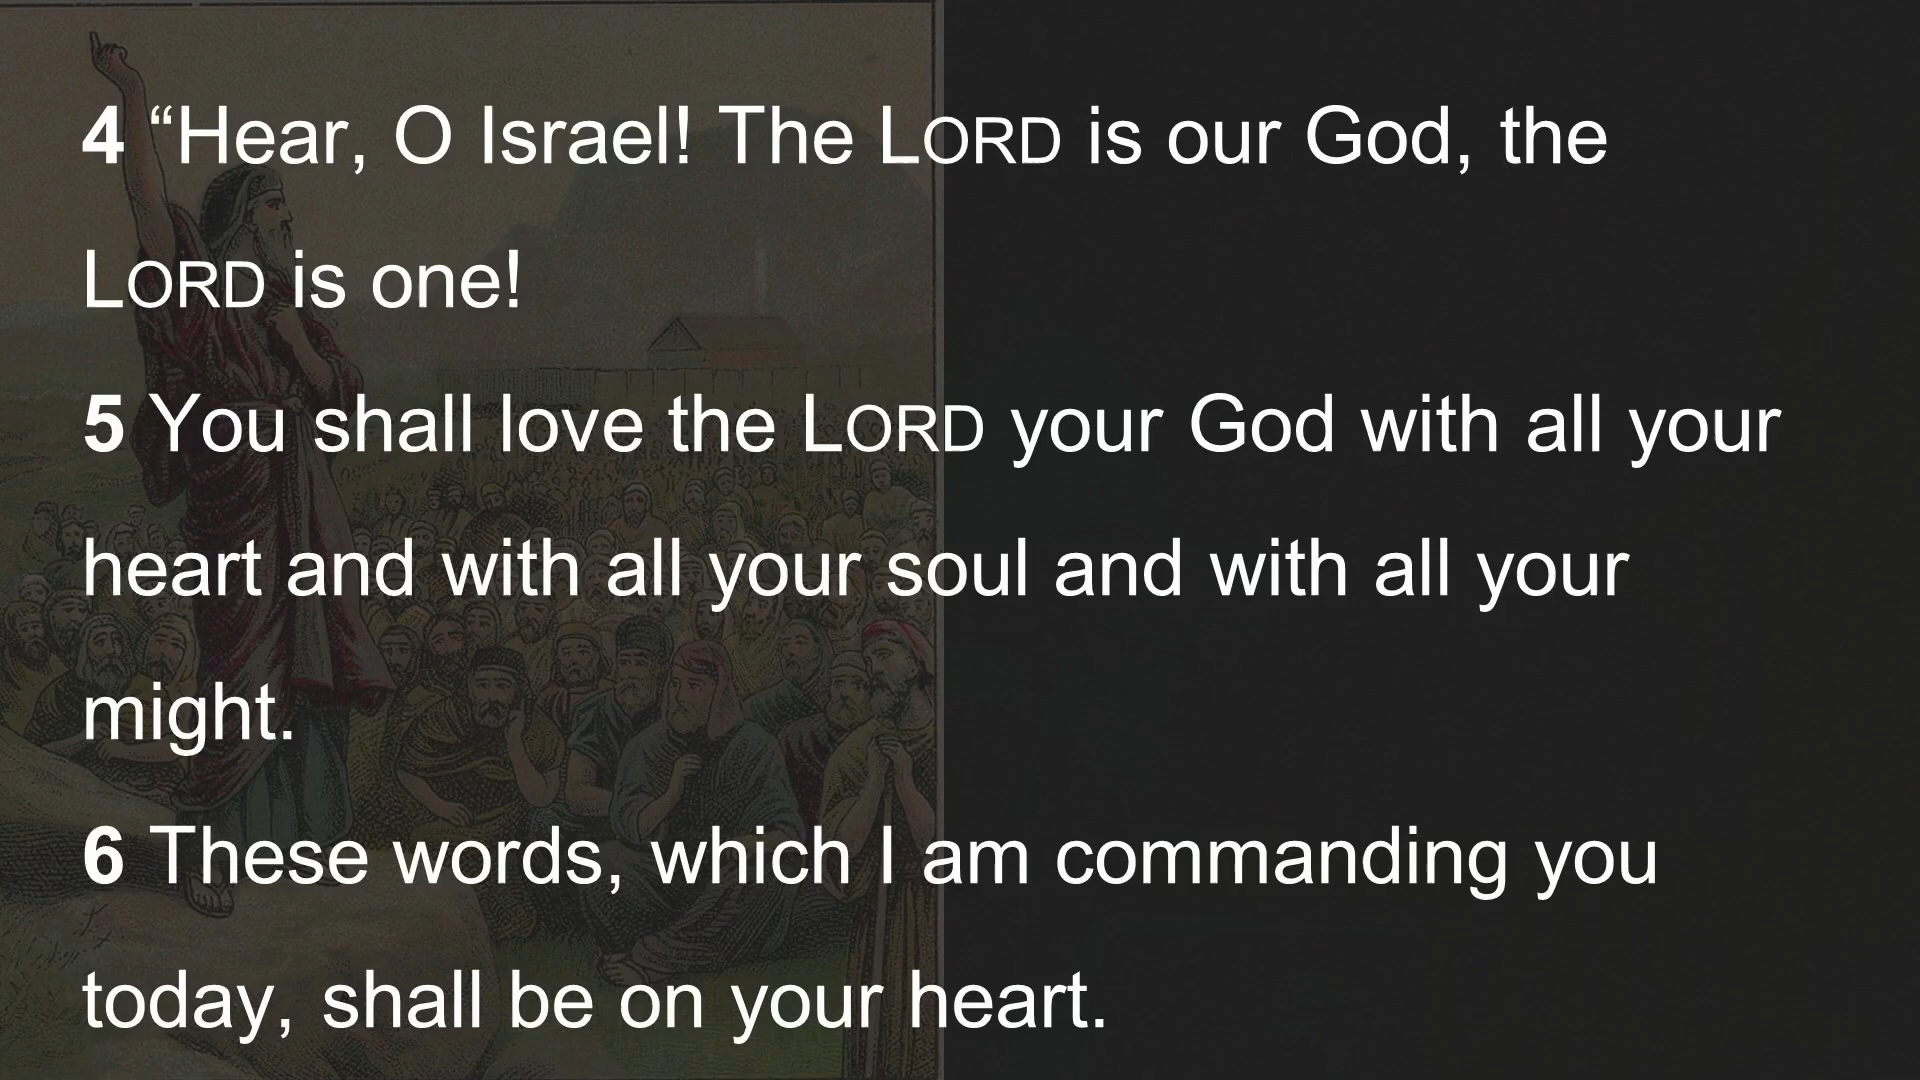 4 “Hear, O Israel! The LORD is our God, the
LORD is one!
5 You shall love the LORD your God with all your
heart and with all your soul and with all your
might.
6 These words, which I am commanding you
today, shall be on your heart.